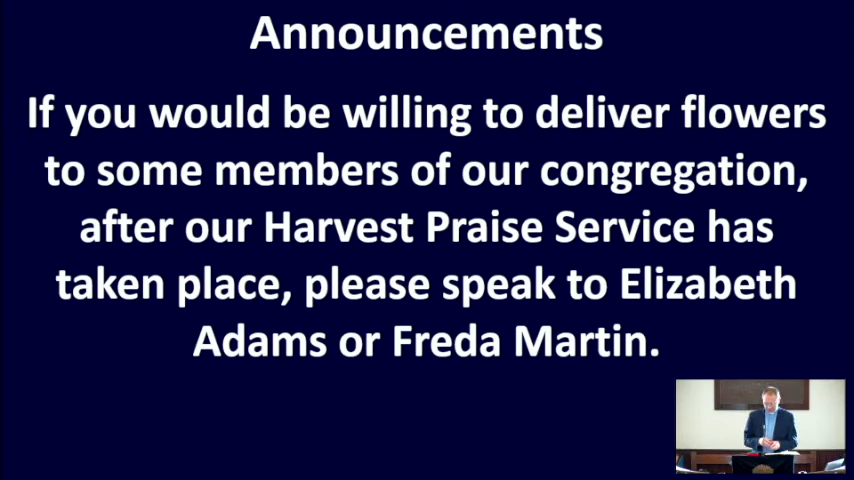 Announcements
If you would be willing to deliver flowers
to some members of our congregation,
after our Harvest Praise Service has
taken place, please speak to Elizabeth
Adams or Freda Martin.